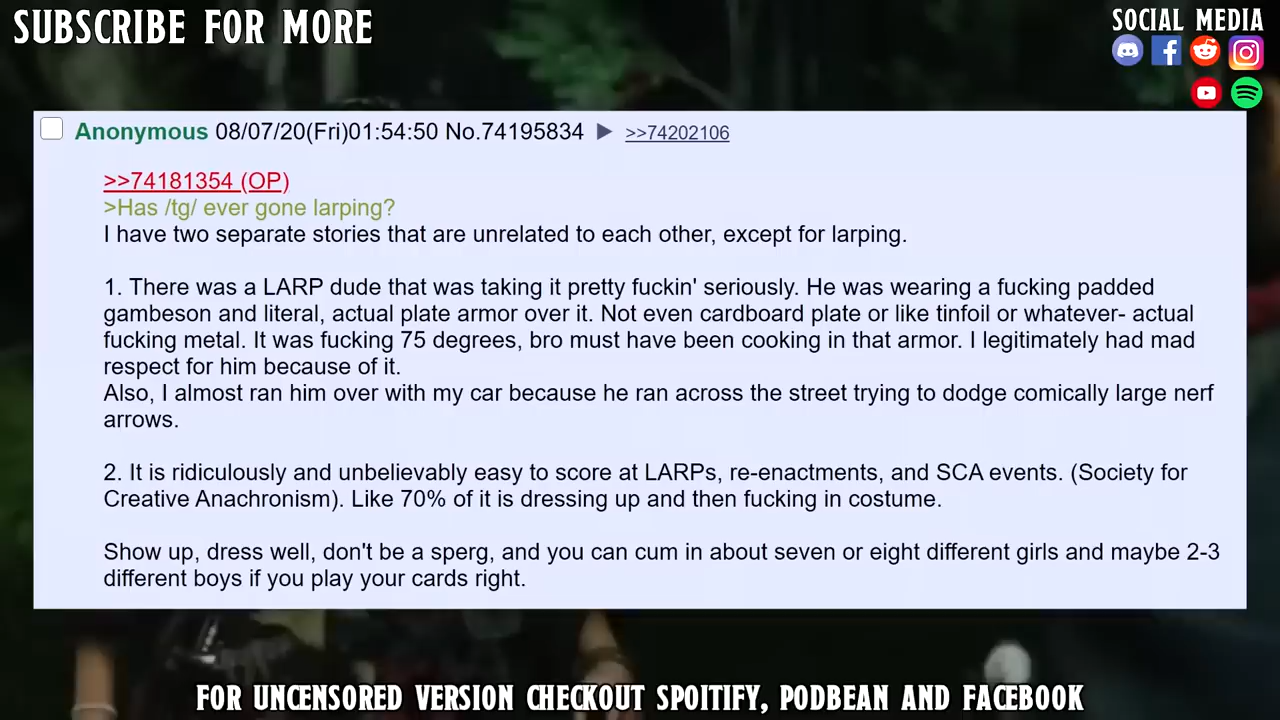 SUBSCRIBE FOR MORE
SOCIAL MEDIA
Anonymous 08/07/20(Fri)01:54:50 No.74195834 ▶ >>74202106
>>74181354 (OP)
>Has /tg/ ever gone larping?
I have two separate stories that are unrelated to each other, except for larping.
1. There was a LARP dude that was taking it pretty fuckin' seriously. He was wearing a fucking padded
gambeson and literal, actual plate armor over it. Not even cardboard plate or like tinfoil or whatever- actual
fucking metal. It was fucking 75 degrees, bro must have been cooking in that armor. I legitimately had mad
respect for him because of it.
Also, I almost ran him over with my car because he ran across the street trying to dodge comically large nerf
arrows.
2. It is ridiculously and unbelievably easy to score at LARPs, re-enactments, and SCA events. (Society for
Creative Anachronism). Like 70% of it is dressing up and then fucking in costume.
Show up, dress well, don't be a sperg, and you can cum in about seven or eight different girls and maybe 2-3
different boys if you play your cards right.
FOR UNCENSORED VERSION CHECKOUT SPOITIFY, PODBEAN AND FACEBOOK